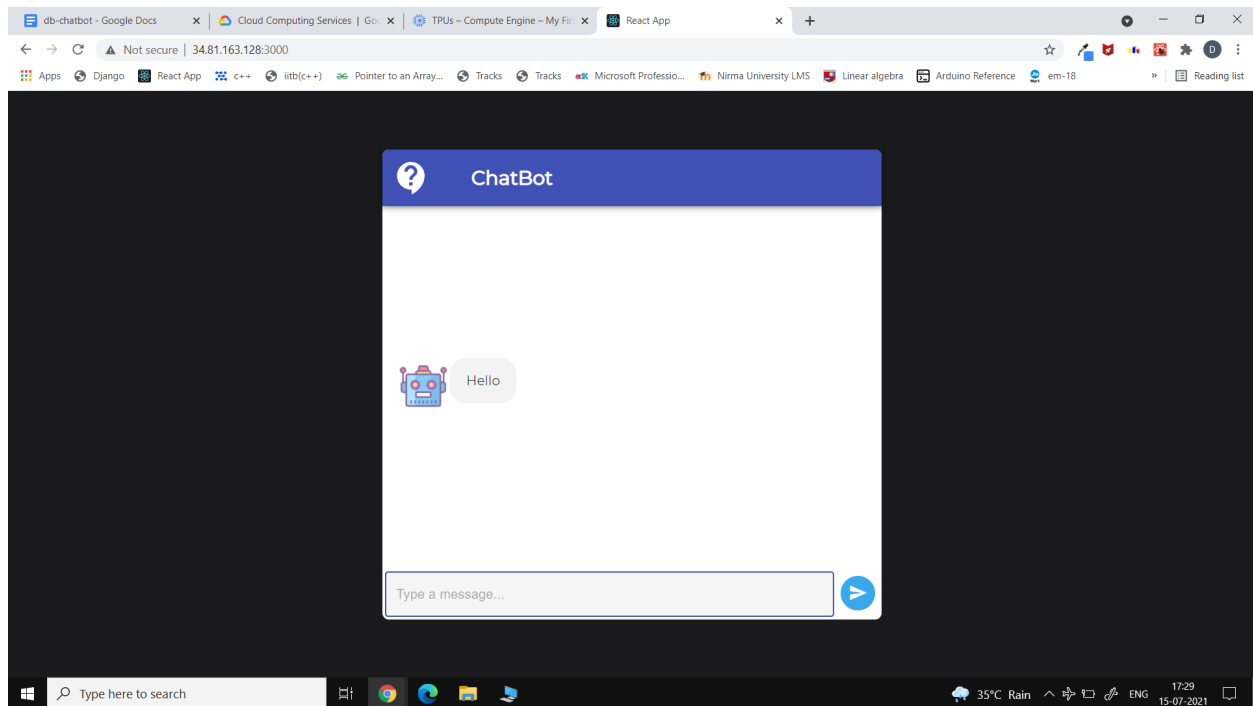 db-chatbot - Google Docs
Cloud Computing Services | Goo
TPUs – Compute Engine – My Fir
React App
Not secure | 34.81.163.128:3000
Apps Django React App c++ iitb(c++) Pointer to an Array... Tracks Tracks Microsoft Professio... Nirma University LMS Linear algebra Arduino Reference em-18 » Reading list
D
ChatBot
Hello
Type a message...
Type here to search
35°C Rain ENG 17:29
15-07-2021